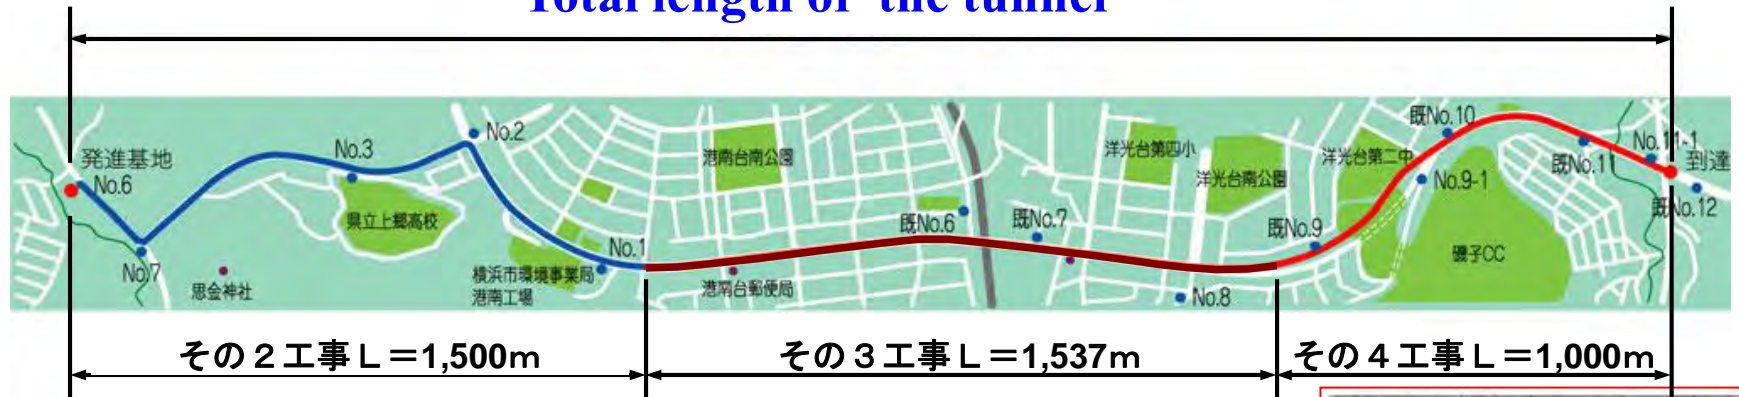 Total length of the tunnel
発進基地
No.6
No.7
思金神社
No.3
県立上郷高校
No.2
No.1
横浜市環境事業局
港南工場
港南台南公園
港南台郵便局
既No.6
既No.7
洋光台第四小
洋光台南公園
No.8
既No.9
洋光台第二中
既No.10
No.9-1
磯子CC
既No.11
No.11-1
到達
既No.12
その２工事Ｌ＝1,500m
その３工事Ｌ＝1,537m
その４工事Ｌ＝1,000m